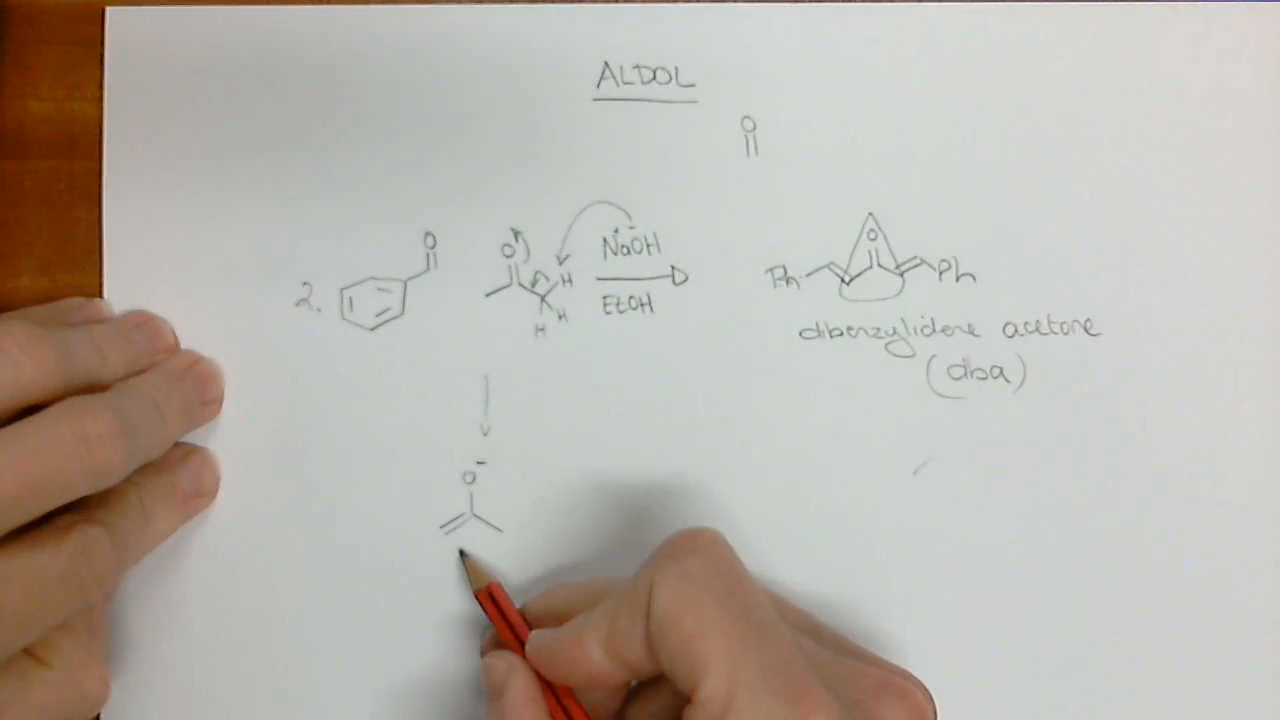 ALDOL
O
2. O O H H H NaOH
EtOH
Ph O Ph
dibenzylidene acetone
(dba)
O⁻